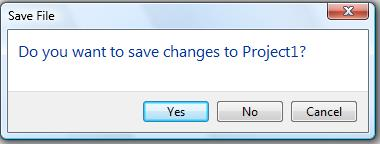 Save File
Do you want to save changes to Project1?
Yes No Cancel